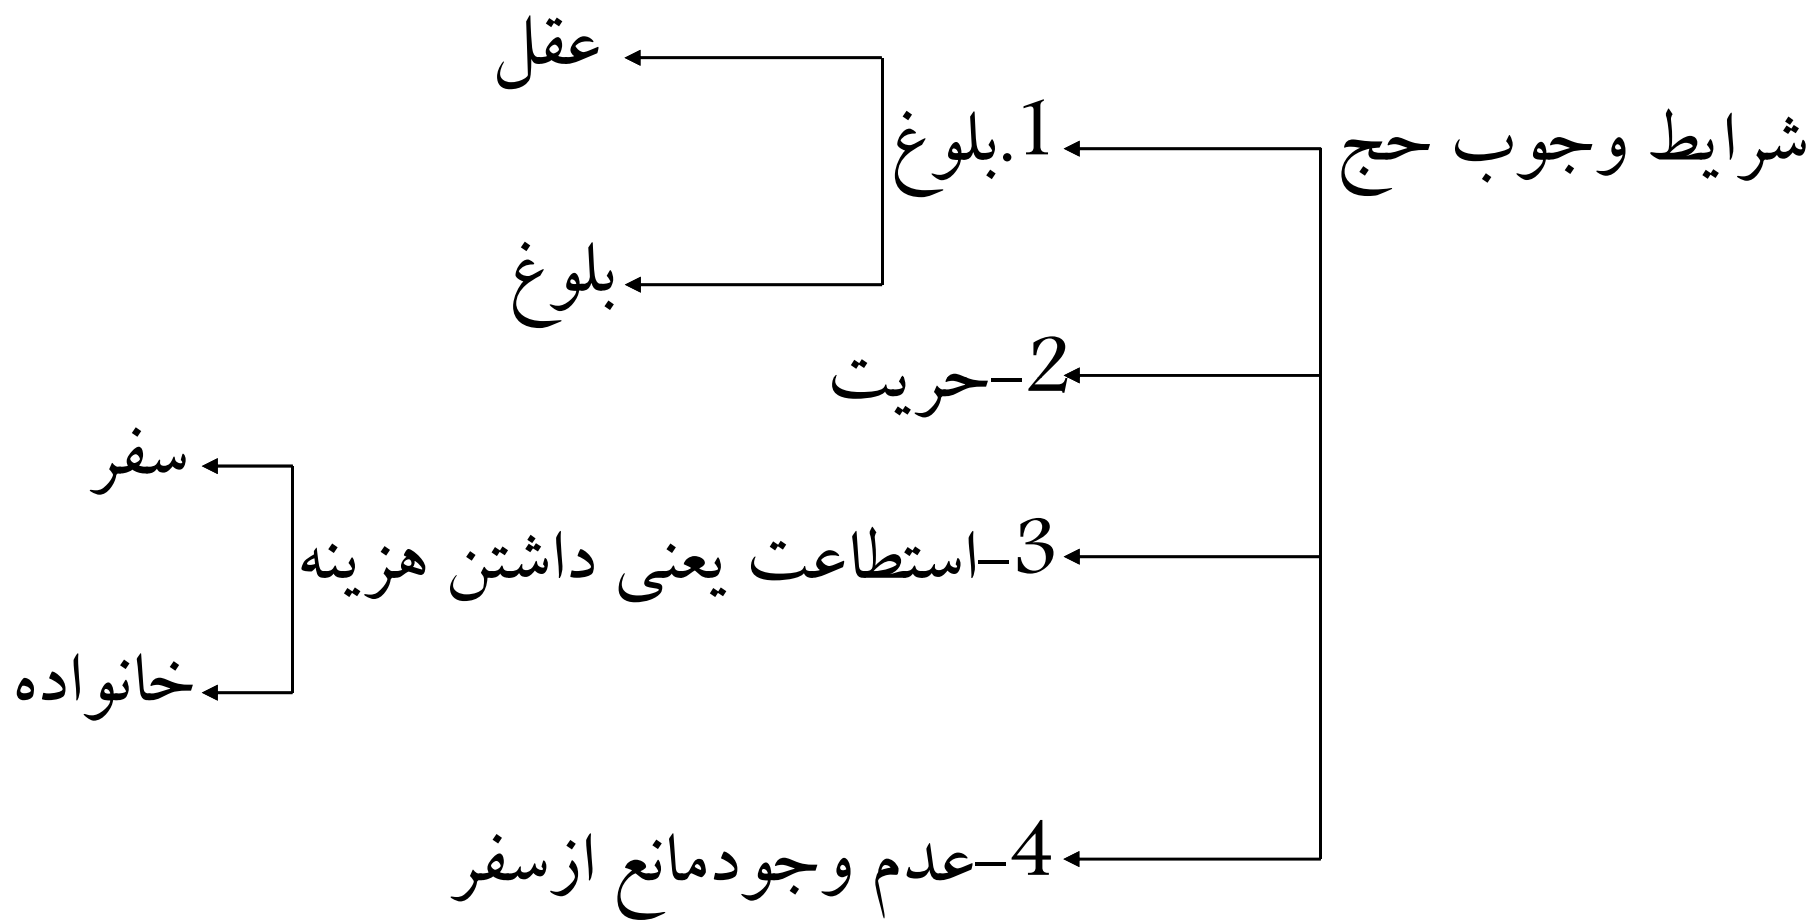 شرایط وجوب حج
1.بلوغ
عقل
بلوغ
2-حریت
3-استطاعت یعنی داشتن هزینه
سفر
خانواده
4-عدم وجودمانع ازسفر